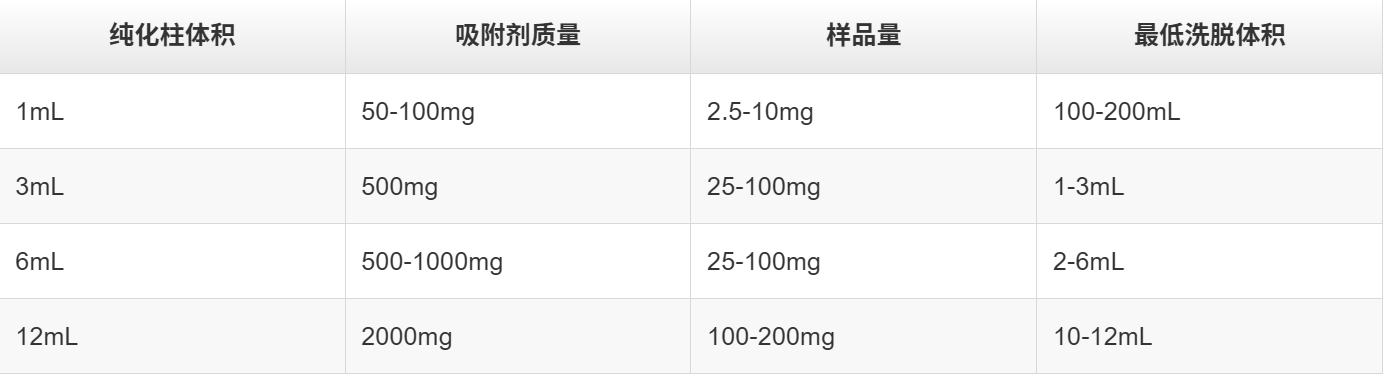 纯化柱体积 吸附剂质量 样品量 最低洗脱体积
1mL 50-100mg 2.5-10mg 100-200mL
3mL 500mg 25-100mg 1-3mL
6mL 500-1000mg 25-100mg 2-6mL
12mL 2000mg 100-200mg 10-12mL